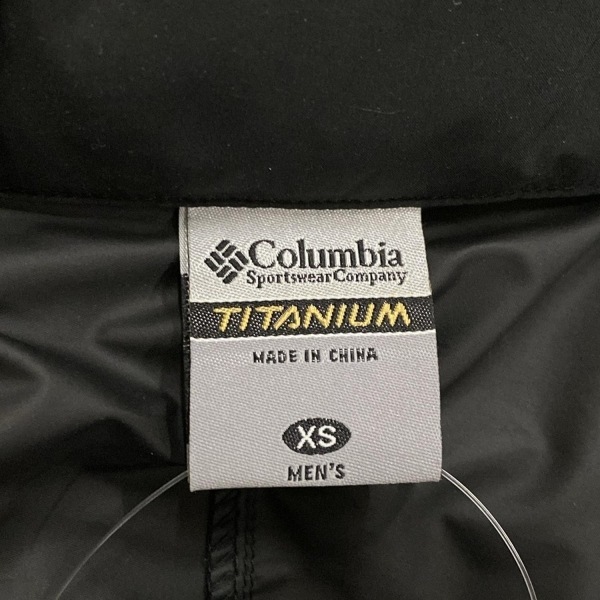 Columbia
Sportswear Company
TITANIUM
MADE IN CHINA
XS
MEN'S